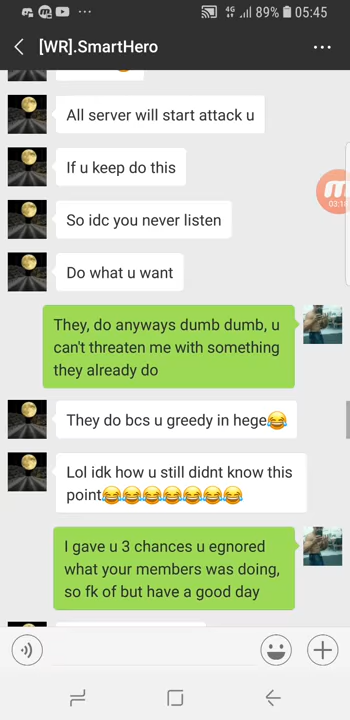 4G 89% 05:45
[WR].SmartHero
All server will start attack u
If u keep do this
So idc you never listen
Do what u want
They, do anyways dumb dumb, u
can't threaten me with something
they already do
They do bcs u greedy in hege😂
Lol idk how u still didnt know this
point😂😂😂😂😂😂😂
I gave u 3 chances u egnored
what your members was doing,
so fk of but have a good day